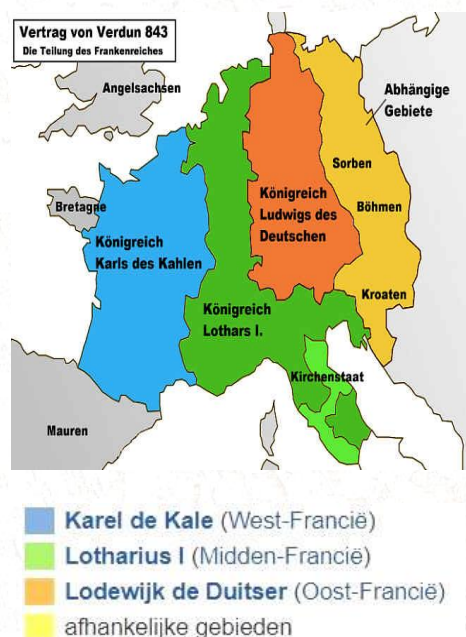 Vertrag von Verdun 843
Die Teilung des Frankenreiches
Angelsachsen
Abhängige
Gebiete
Sorben
Bretagne
Königreich
Ludwigs des
Deutschen
Böhmen
Königreich
Karls des Kahlen
Kroaten
Königreich
Lothars I.
Kirchenstaat
Mauren
Karel de Kale (West-Francië)
Lotharius I (Midden-Francië)
Lodewijk de Duitser (Oost-Francië)
afhankelijke gebieden